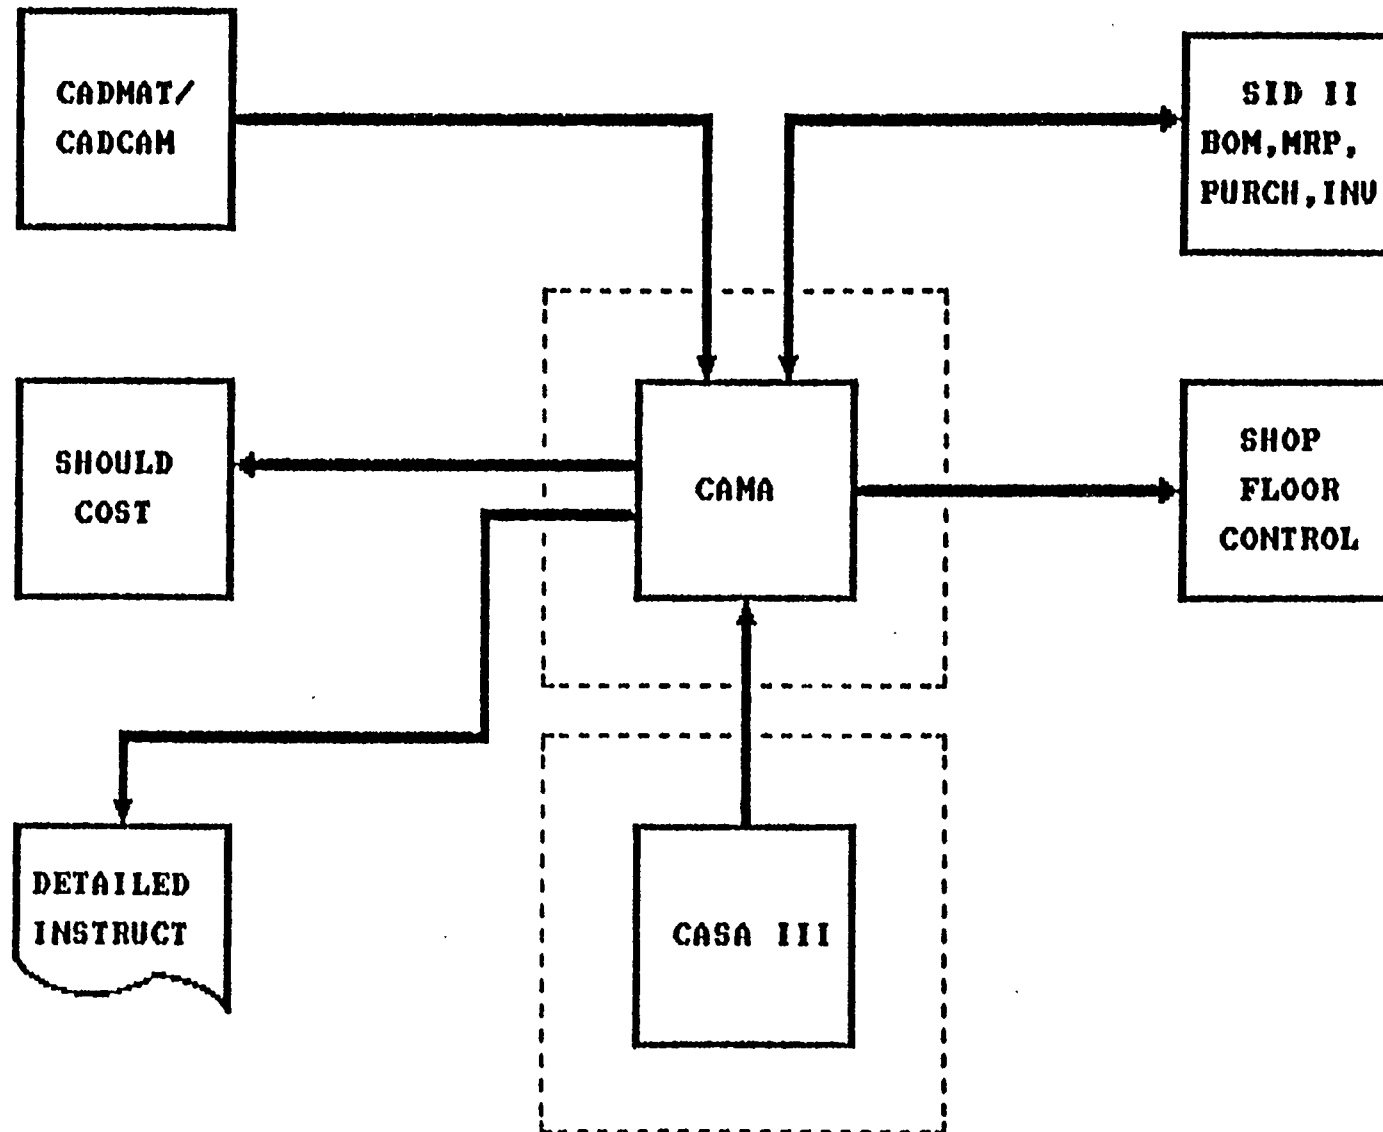 CADMAT/
CADCAM
SID II
BOM,MRP,
PURCH,INV
SHOULD
COST
CAMA
SHOP
FLOOR
CONTROL
DETAILED
INSTRUCT
CASA III